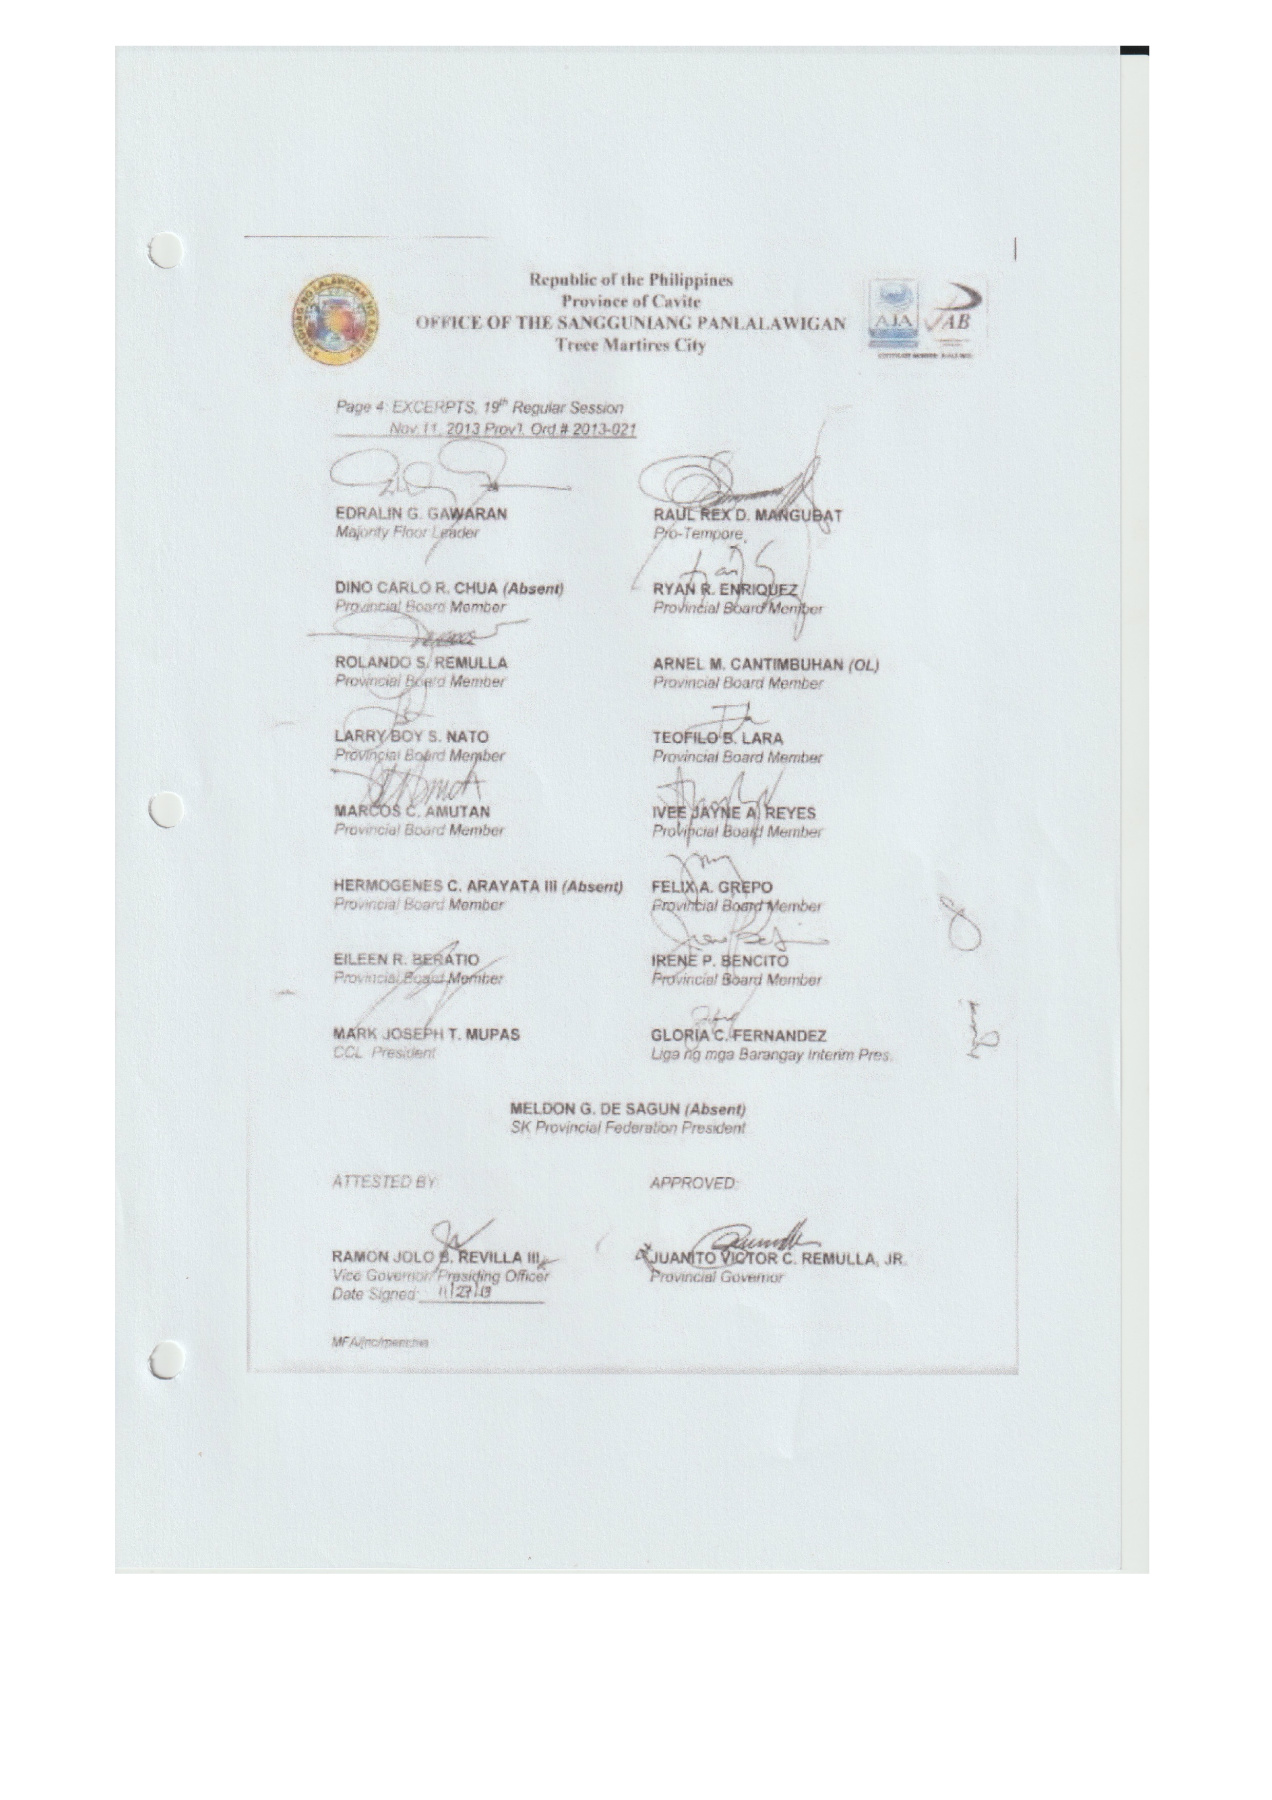 Republic of the Philippines
Province of Cavite
OFFICE OF THE SANGGUNIANG PANLALAWIGAN
Trece Martires City
AJA
JAB
Page 4: EXCERPTS, 19th Regular Session
Nov.11, 2013 Prov'l. Ord.# 2013-021
EDRALIN G. GAWARAN
Majority Floor Leader
RAUL REX D. MANGUBAT
Pro-Tempore
DINO CARLO R. CHUA (Absent)
Provincial Board Member
RYAN R. ENRIQUEZ
Provincial Board Member
ROLANDO S. REMULLA
Provincial Board Member
ARNEL M. CANTIMBUHAN (OL)
Provincial Board Member
LARRY BOY S. NATO
Provincial Board Member
TEOFILO B. LARA
Provincial Board Member
MARCOS C. AMUTAN
Provincial Board Member
IVEE JAYNE A. REYES
Provincial Board Member
HERMOGENES C. ARAYATA III (Absent)
Provincial Board Member
FELIX A. GREPO
Provincial Board Member
EILEEN R. BERATIO
Provincial Board Member
IRENE P. BENCITO
Provincial Board Member
MARK JOSEPH T. MUPAS
CCL President
GLORIA C. FERNANDEZ
Liga ng mga Barangay Interim Pres.
MELDON G. DE SAGUN (Absent)
SK Provincial Federation President
ATTESTED BY:
APPROVED:
RAMON JOLO B. REVILLA III
Vice Governor/Presiding Officer
Date Signed: 11/27/13
JUANITO VICTOR C. REMULLA, JR.
Provincial Governor